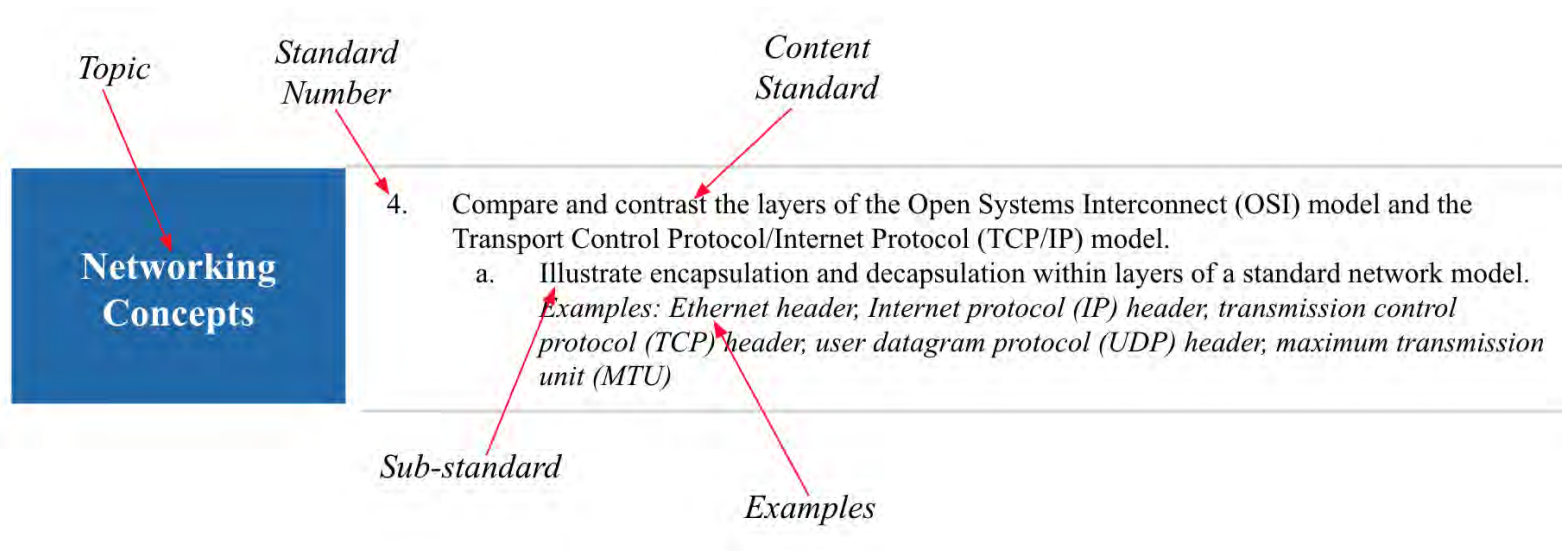 Topic
Standard
Number
Content
Standard
Networking
Concepts
4. Compare and contrast the layers of the Open Systems Interconnect (OSI) model and the
Transport Control Protocol/Internet Protocol (TCP/IP) model.
a. Illustrate encapsulation and decapsulation within layers of a standard network model.
Examples: Ethernet header, Internet protocol (IP) header, transmission control
protocol (TCP) header, user datagram protocol (UDP) header, maximum transmission
unit (MTU)
Sub-standard
Examples